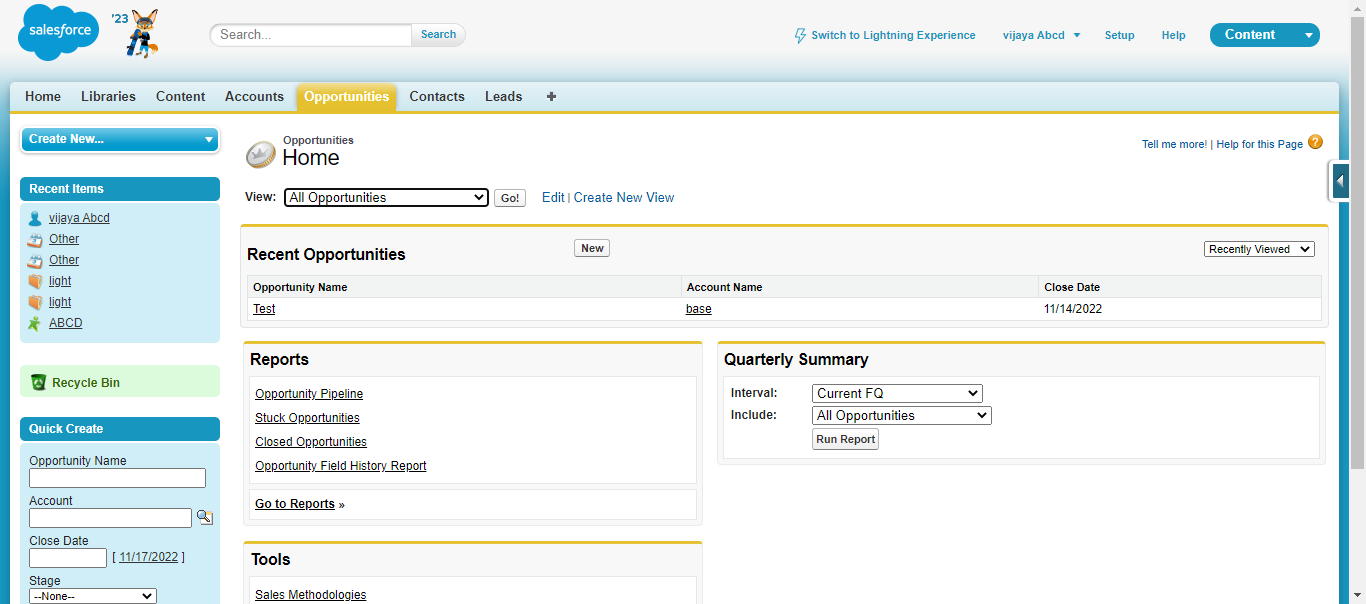 salesforce '23
Search... Search
Switch to Lightning Experience vijaya Abcd Setup Help Content
Home Libraries Content Accounts Opportunities Contacts Leads +
Create New...
Recent Items
vijaya Abcd
Other
Other
light
light
ABCD
Recycle Bin
Quick Create
Opportunity Name
Account
Close Date
[ 11/17/2022 ]
Stage
--None--
Opportunities
Home
Tell me more! | Help for this Page ?
View: All Opportunities Go! Edit | Create New View
Recent Opportunities New Recently Viewed
Opportunity Name Account Name Close Date
Test base 11/14/2022
Reports
Opportunity Pipeline
Stuck Opportunities
Closed Opportunities
Opportunity Field History Report
Go to Reports »
Quarterly Summary
Interval: Current FQ
Include: All Opportunities
Run Report
Tools
Sales Methodologies